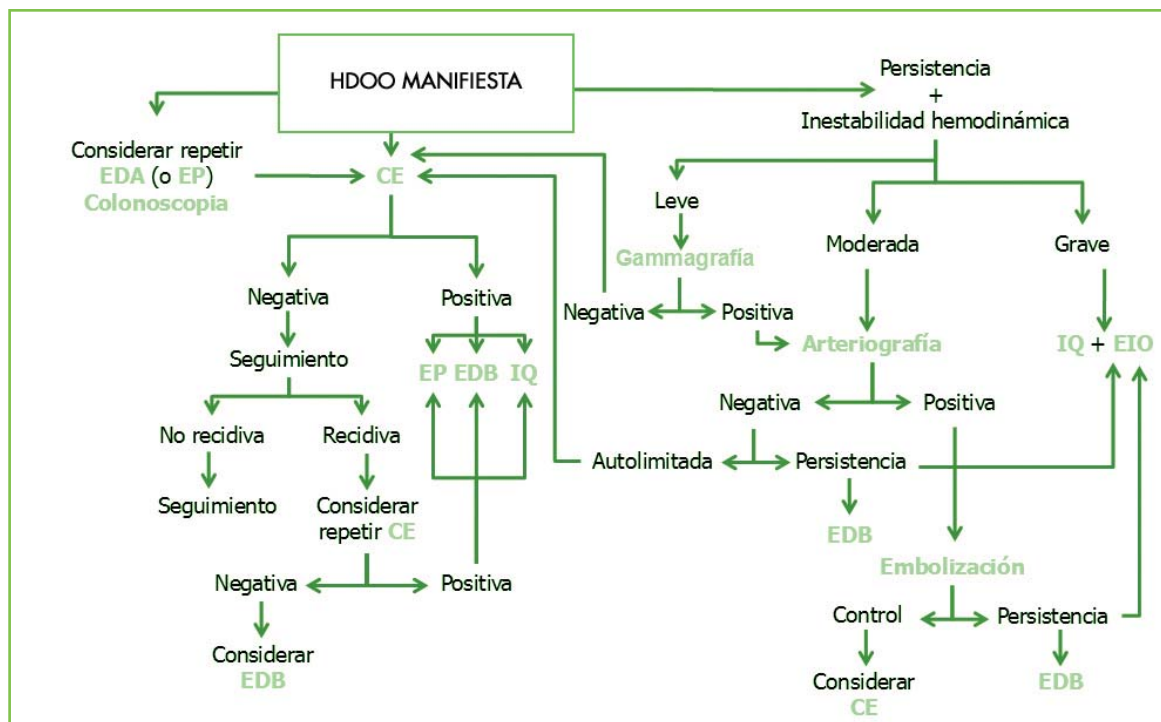 HDOO MANIFIESTA
Persistencia
+
Inestabilidad hemodinámica
Considerar repetir
EDA (o EP)
Colonoscopia
CE
Leve
Moderada
Grave
Gammagrafía
Negativa
Positiva
Negativa
Positiva
Seguimiento
EP EDB IQ
Arteriografía
IQ + EIO
Negativa
Positiva
No recidiva
Recidiva
Autolimitada
Persistencia
Seguimiento
Considerar
repetir CE
EDB
Embolización
Negativa
Positiva
Control
Persistencia
Considerar
EDB
Considerar
CE
EDB